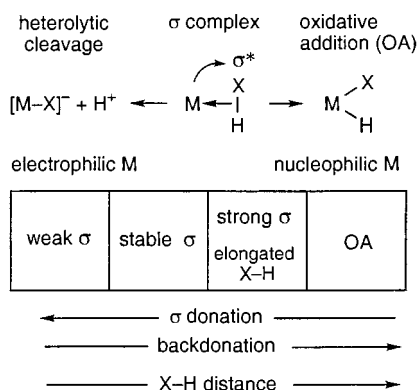 heterolytic cleavage
σ complex
oxidative addition (OA)
σ*
[M–X]⁻ + H⁺
M
X
H
M
X
H
electrophilic M
nucleophilic M
weak σ
stable σ
strong σ
elongated
X–H
OA
σ donation
backdonation
X–H distance